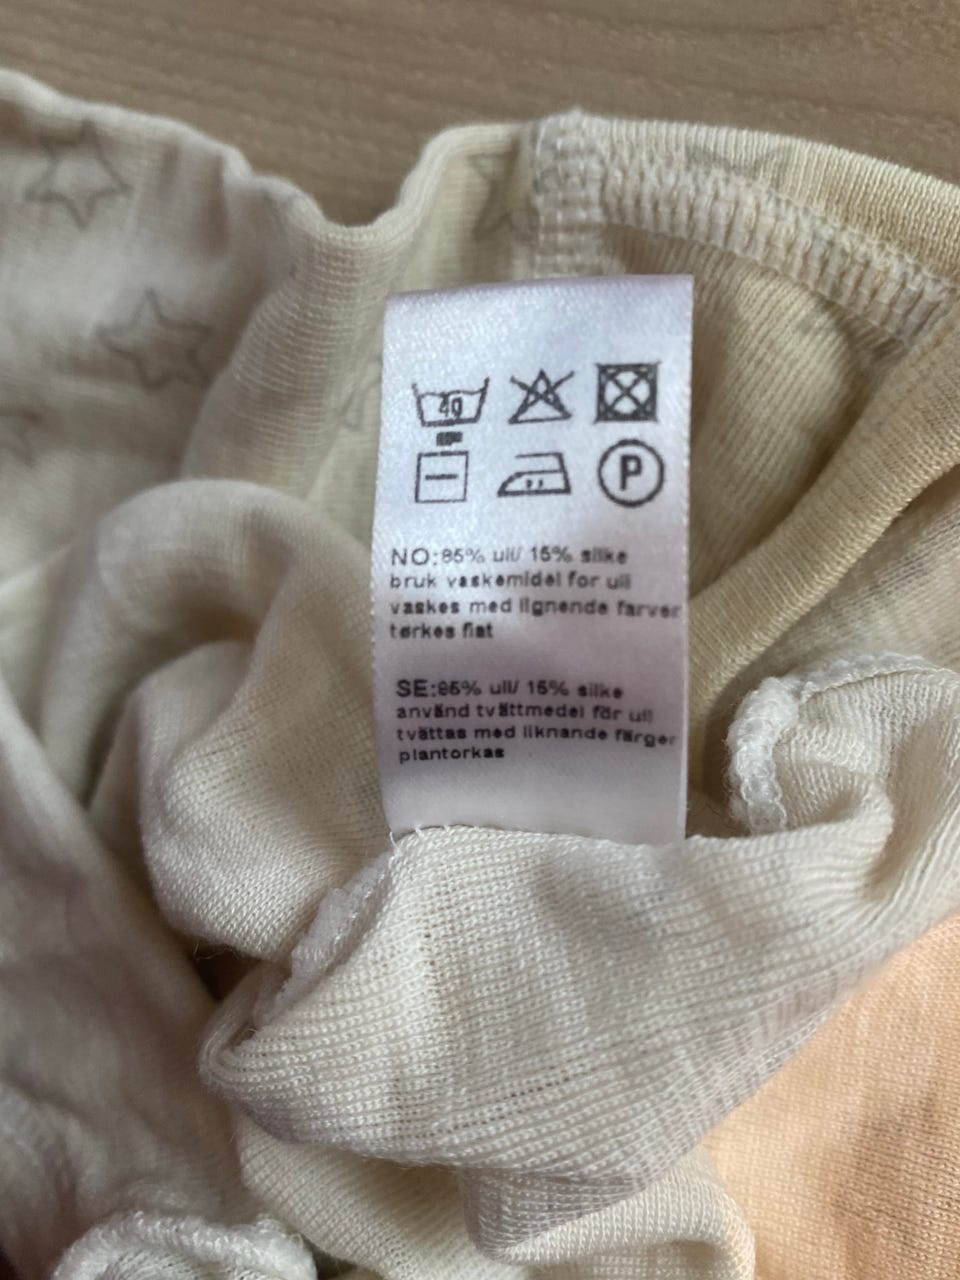 40
P
NO:85% ull/ 15% silke
bruk vaskemidel for ull
vaskes med lignende farver
tørkes flat
SE:85% ull/ 15% silke
använd tvättmedel för ull
tvättas med liknande färger
plantorkas